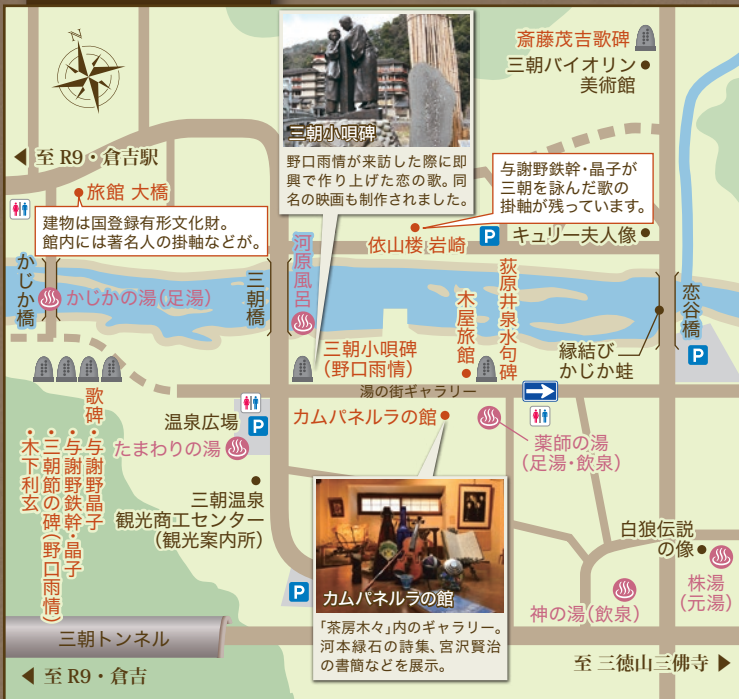 N
斎藤茂吉歌碑
三朝バイオリン
美術館
三朝小唄碑
野口雨情が来訪した際に即
興で作り上げた恋の歌。同
名の映画も制作されました。
至 R9・倉吉駅
旅館 大橋
建物は国登録有形文化財。
館内には著名人の掛軸などが。
与謝野鉄幹・晶子が
三朝を詠んだ歌の
掛軸が残っています。
依山楼 岩崎
P
キュリー夫人像
かじか橋
かじかの湯(足湯)
三朝橋
河原風呂
三朝小唄碑
(野口雨情)
木屋旅館
荻原井泉水句碑
縁結び
かじか蛙
恋谷橋
P
湯の街ギャラリー
温泉広場
P
たまわりの湯
カムパネルラの館
薬師の湯
(足湯・飲泉)
歌碑・与謝野晶子
・与謝野鉄幹・晶子
・三朝節の碑(野口雨情)
・木下利玄
三朝温泉
観光商工センター
(観光案内所)
カムパネルラの館
「茶房木々」内のギャラリー。
河本緑石の詩集、宮沢賢治
の書簡などを展示。
P
白狼伝説
の像
株湯
(元湯)
神の湯(飲泉)
三朝トンネル
至 R9・倉吉
至 三徳山三佛寺